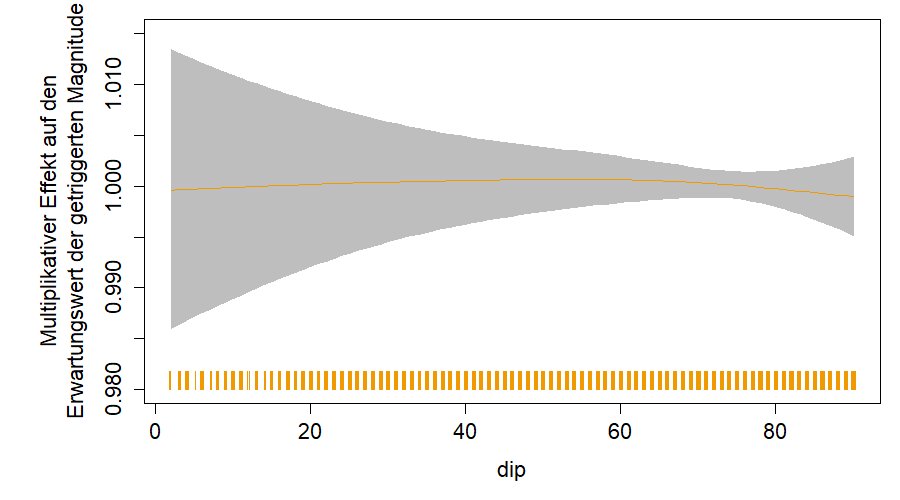 Multiplikativer Effekt auf den
Erwartungswert der getriggerten Magnitude
1.010
1.000
0.990
0.980
0 20 40 60 80
dip